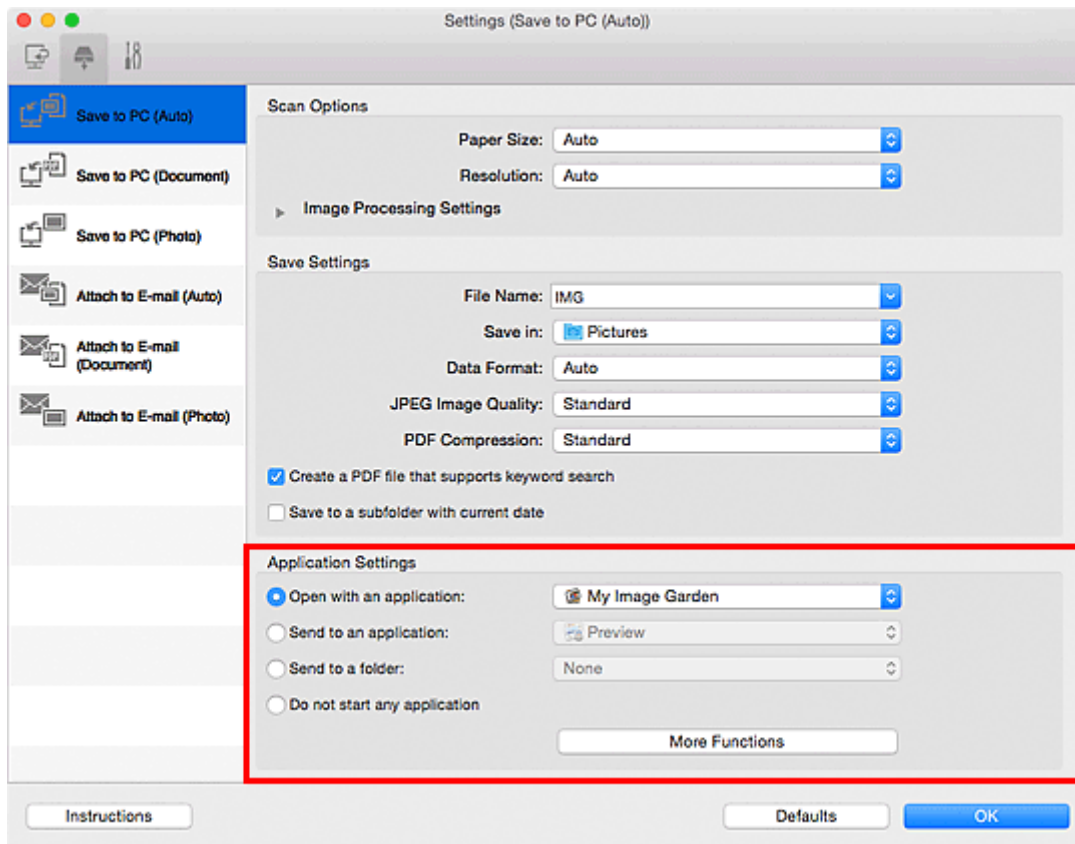 Settings (Save to PC (Auto))
Save to PC (Auto)
Save to PC (Document)
Save to PC (Photo)
Attach to E-mail (Auto)
Attach to E-mail
(Document)
Attach to E-mail (Photo)
Scan Options
Paper Size: Auto
Resolution: Auto
Image Processing Settings
Save Settings
File Name: IMG
Save in: Pictures
Data Format: Auto
JPEG Image Quality: Standard
PDF Compression: Standard
Create a PDF file that supports keyword search
Save to a subfolder with current date
Application Settings
Open with an application: My Image Garden
Send to an application: Preview
Send to a folder: None
Do not start any application
More Functions
Instructions Defaults OK